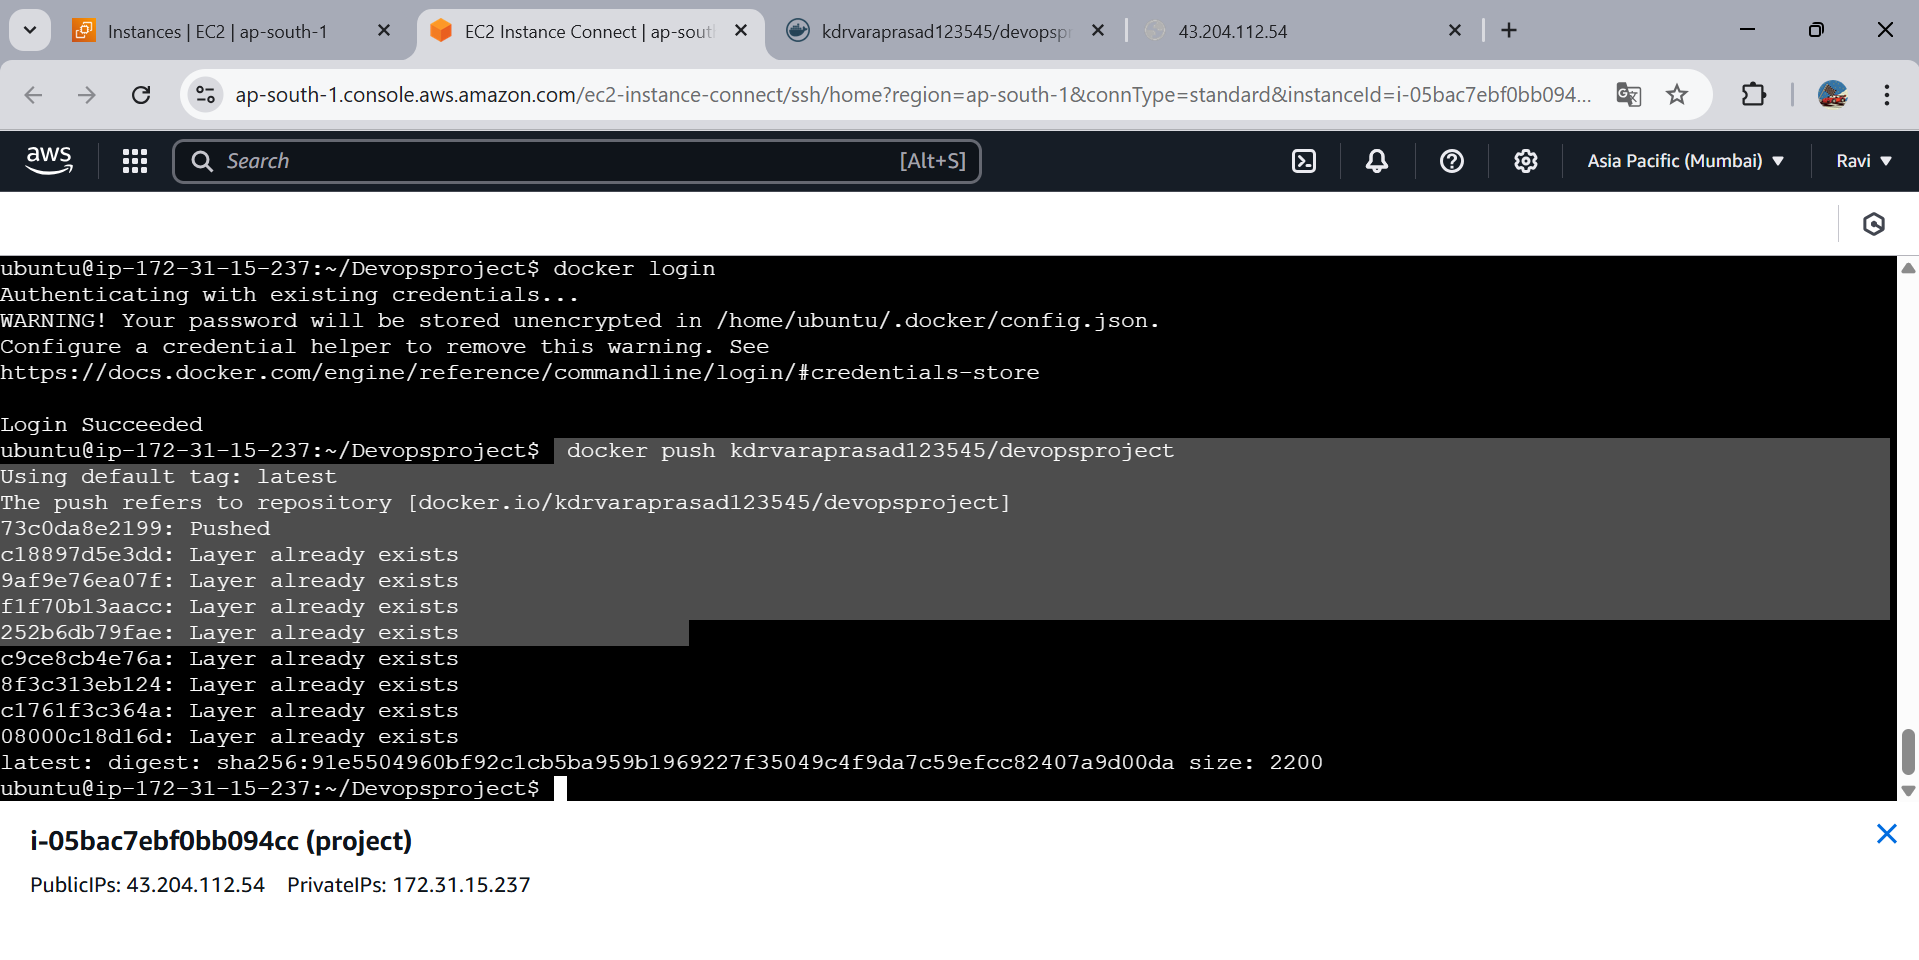 Instances | EC2 | ap-south-1
EC2 Instance Connect | ap-sout
kdrvaraprasad123545/devopsp
43.204.112.54
ap-south-1.console.aws.amazon.com/ec2-instance-connect/ssh/home?region=ap-south-1&connType=standard&instanceId=i-05bac7ebf0bb094...
aws
Search
[Alt+S]
Asia Pacific (Mumbai)
Ravi
ubuntu@ip-172-31-15-237:~/Devopsproject$ docker login
Authenticating with existing credentials...
WARNING! Your password will be stored unencrypted in /home/ubuntu/.docker/config.json.
Configure a credential helper to remove this warning. See
https://docs.docker.com/engine/reference/commandline/login/#credentials-store
Login Succeeded
ubuntu@ip-172-31-15-237:~/Devopsproject$  docker push kdrvaraprasad123545/devopsproject
Using default tag: latest
The push refers to repository [docker.io/kdrvaraprasad123545/devopsproject]
73c0da8e2199: Pushed
c18897d5e3dd: Layer already exists
9af9e76ea07f: Layer already exists
f1f70b13aacc: Layer already exists
252b6db79fae: Layer already exists
c9ce8cb4e76a: Layer already exists
8f3c313eb124: Layer already exists
c1761f3c364a: Layer already exists
08000c18d16d: Layer already exists
latest: digest: sha256:91e5504960bf92c1cb5ba959b1969227f35049c4f9da7c59efcc82407a9d00da size: 2200
ubuntu@ip-172-31-15-237:~/Devopsproject$
i-05bac7ebf0bb094cc (project)
PublicIPs: 43.204.112.54 PrivateIPs: 172.31.15.237